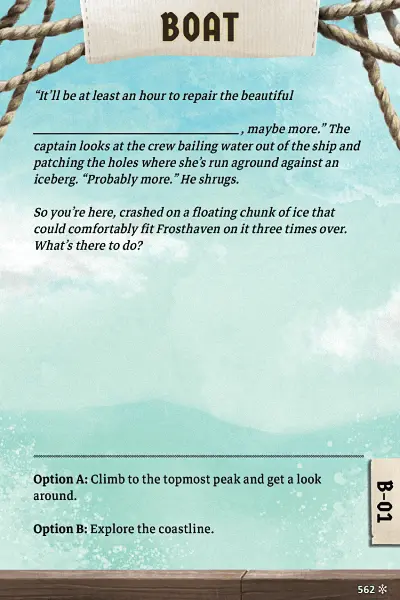 BOAT
“It’ll be at least an hour to repair the beautiful
____________________________, maybe more.” The
captain looks at the crew bailing water out of the ship and
patching the holes where she’s run aground against an
iceberg. “Probably more.” He shrugs.
So you’re here, crashed on a floating chunk of ice that
could comfortably fit Frosthaven on it three times over.
What’s there to do?
Option A: Climb to the topmost peak and get a look
around.
Option B: Explore the coastline.
B-01
562